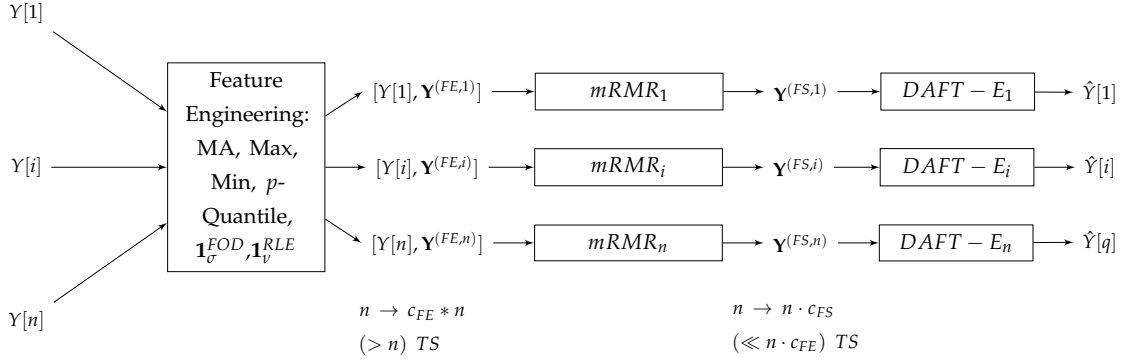 Y[1]
Y[i]
Y[n]
Feature
Engineering:
MA, Max,
Min, p-
Quantile,
𝟏_σ^{FOD},𝟏_ν^{RLE}
[Y[1], 𝐘^{(FE,1)}] mRMR_1 𝐘^{(FS,1)} DAFT − E_1 Ŷ[1]
[Y[i], 𝐘^{(FE,i)}] mRMR_i 𝐘^{(FS,i)} DAFT − E_i Ŷ[i]
[Y[n], 𝐘^{(FE,n)}] mRMR_n 𝐘^{(FS,n)} DAFT − E_n Ŷ[q]
n → c_{FE} * n
(> n) TS
n → n · c_{FS}
(≪ n · c_{FE}) TS